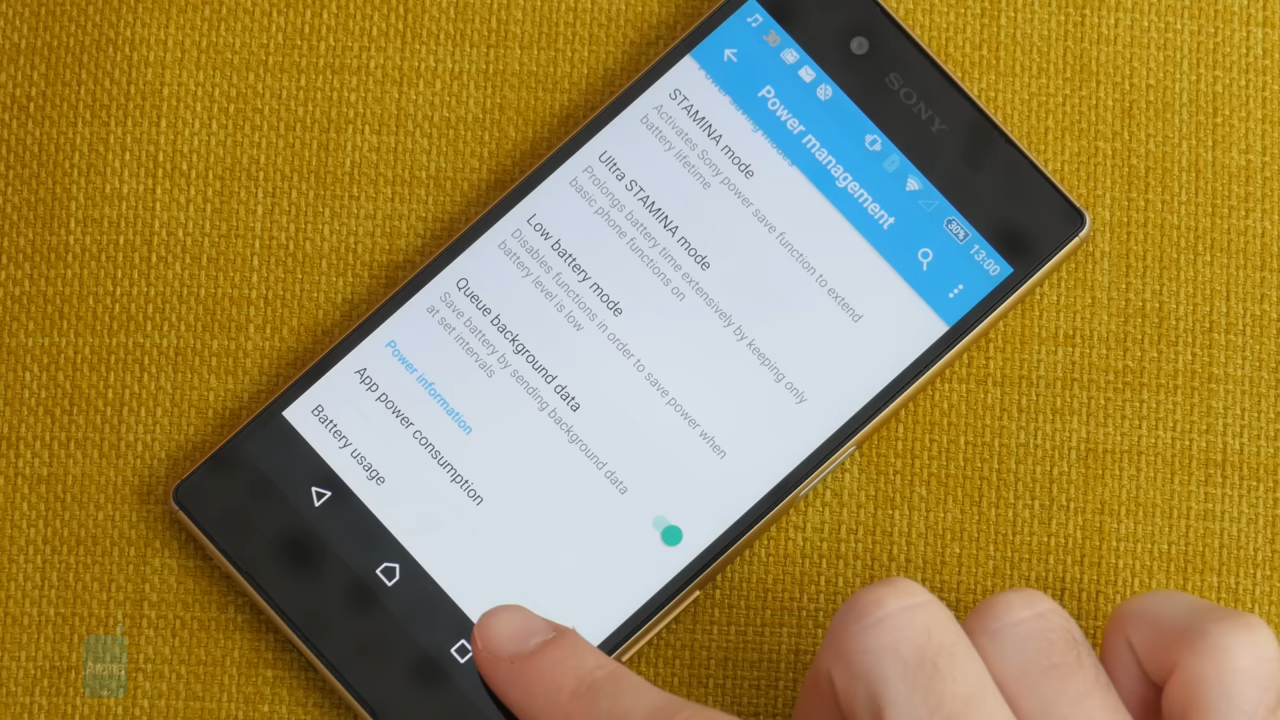 SONY
30
30%
13:00
Power management
STAMINA mode
Activates Sony power save function to extend
battery lifetime
Ultra STAMINA mode
Prolongs battery time extensively by keeping only
basic phone functions on
Low battery mode
Disables functions in order to save power when
battery level is low
Queue background data
Save battery by sending background data
at set intervals
Power information
App power consumption
Battery usage
Arena